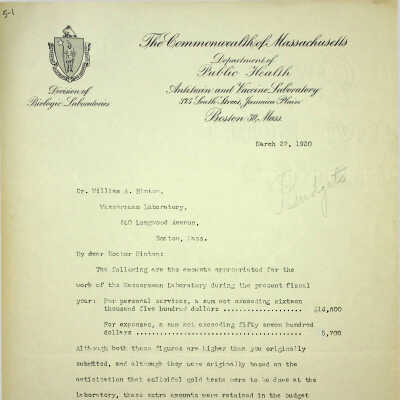 The Commonwealth of Massachusetts
Department of
Public Health
Antitoxin and Vaccine Laboratory
375 South Street, Jamaica Plain
Boston 30, Mass.
Division of
Biologic Laboratories
March 29, 1930
Budgets
Dr. William A. Hinton,
Wassermann Laboratory,
240 Longwood Avenue,
Boston, Mass.
My dear Doctor Hinton:
The following are the amounts appropriated for the
work of the Wassermann Laboratory during the present fiscal
year: For personal services, a sum not exceeding sixteen
thousand five hundred dollars .................... $16,500
For expenses, a sum not exceeding fifty seven hundred
dollars ........................................ 5,700
Although both these figures are higher than you originally
submitted, and although they were originally based on the
anticipation that colloidal gold tests were to be done at the
laboratory, these extra amounts were retained in the budget